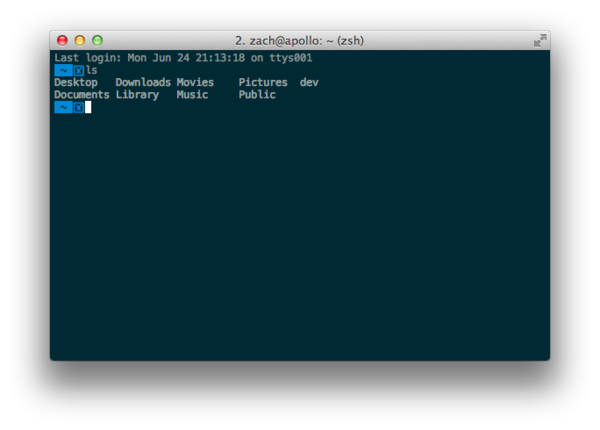 2. zach@apollo: ~ (zsh)
Last login: Mon Jun 24 21:13:18 on ttys001
~ ls
Desktop Downloads Movies Pictures dev
Documents Library Music Public
~